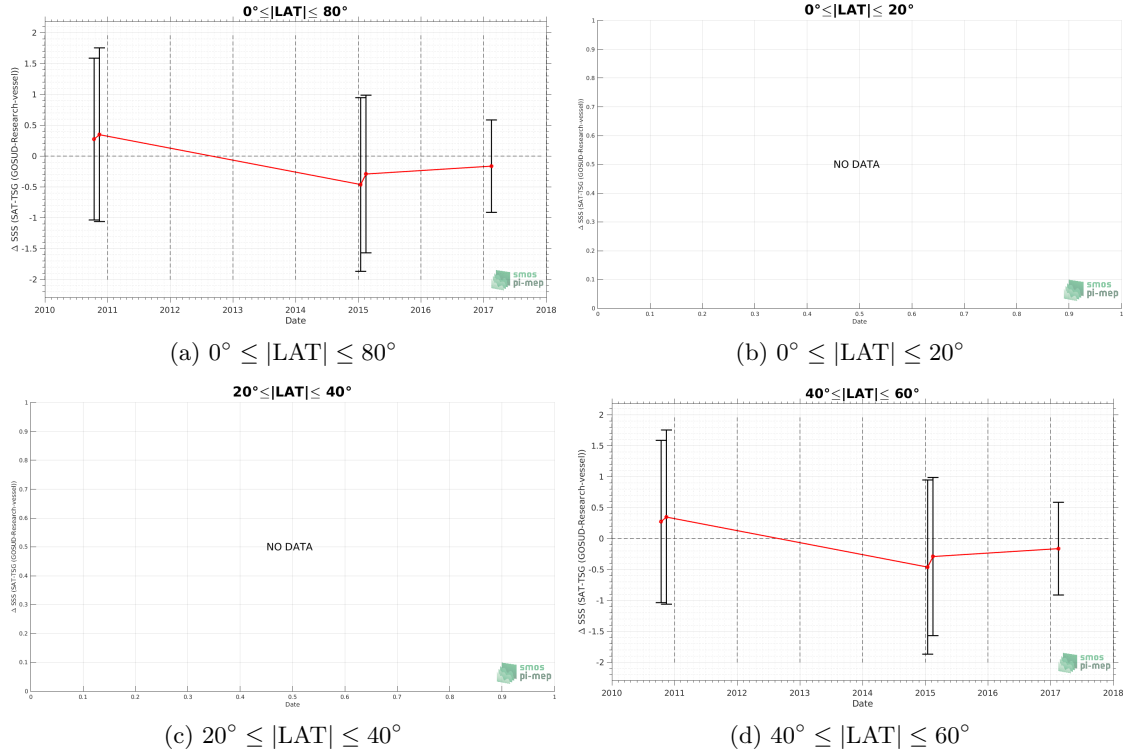 0°≤|LAT|≤ 80°
2
1.5
1
0.5
0
-0.5
-1
-1.5
-2
Δ SSS (SAT-TSG (GOSUD-Research-vessel))
2010 2011 2012 2013 2014 2015 2016 2017 2018
Date
smos
pi-mep
(a) 0° ≤ |LAT| ≤ 80°
0°≤|LAT|≤ 20°
1
0.9
0.8
0.7
0.6
0.5
0.4
0.3
0.2
0.1
0
Δ SSS (SAT-TSG (GOSUD-Research-vessel))
NO DATA
0 0.1 0.2 0.3 0.4 0.5 0.6 0.7 0.8 0.9 1
Date
smos
pi-mep
(b) 0° ≤ |LAT| ≤ 20°
20°≤|LAT|≤ 40°
1
0.9
0.8
0.7
0.6
0.5
0.4
0.3
0.2
0.1
0
Δ SSS (SAT-TSG (GOSUD-Research-vessel))
NO DATA
0 0.1 0.2 0.3 0.4 0.5 0.6 0.7 0.8 0.9 1
Date
smos
pi-mep
(c) 20° ≤ |LAT| ≤ 40°
40°≤|LAT|≤ 60°
2
1.5
1
0.5
0
-0.5
-1
-1.5
-2
Δ SSS (SAT-TSG (GOSUD-Research-vessel))
2010 2011 2012 2013 2014 2015 2016 2017 2018
Date
smos
pi-mep
(d) 40° ≤ |LAT| ≤ 60°